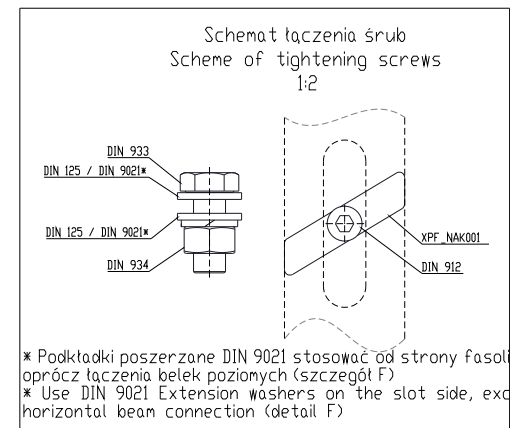 Schemat łączenia śrub
Scheme of tightening screws
1:2
DIN 933
DIN 125 / DIN 9021*
DIN 125 / DIN 9021*
DIN 934
XPF_NAK001
DIN 912
* Podkładki poszerzane DIN 9021 stosować od strony fasoli
oprócz łączenia belek poziomych (szczegół F)
* Use DIN 9021 Extension washers on the slot side, exc
horizontal beam connection (detail F)